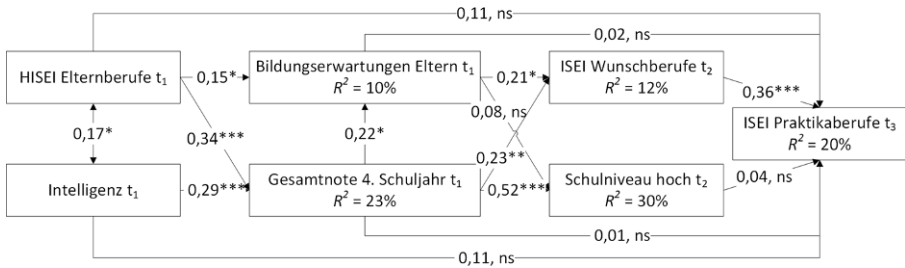 0,11, ns
0,02, ns
HISEI Elternberufe t₁
0,15*
Bildungserwartungen Eltern t₁
R² = 10%
0,21*
ISEI Wunschberufe t₂
R² = 12%
0,36***
0,08, ns
ISEI Praktikaberufe t₃
R² = 20%
0,17*
0,34***
0,22*
0,23**
Intelligenz t₁
0,29***
Gesamtnote 4. Schuljahr t₁
R² = 23%
0,52***
Schulniveau hoch t₂
R² = 30%
0,04, ns
0,01, ns
0,11, ns